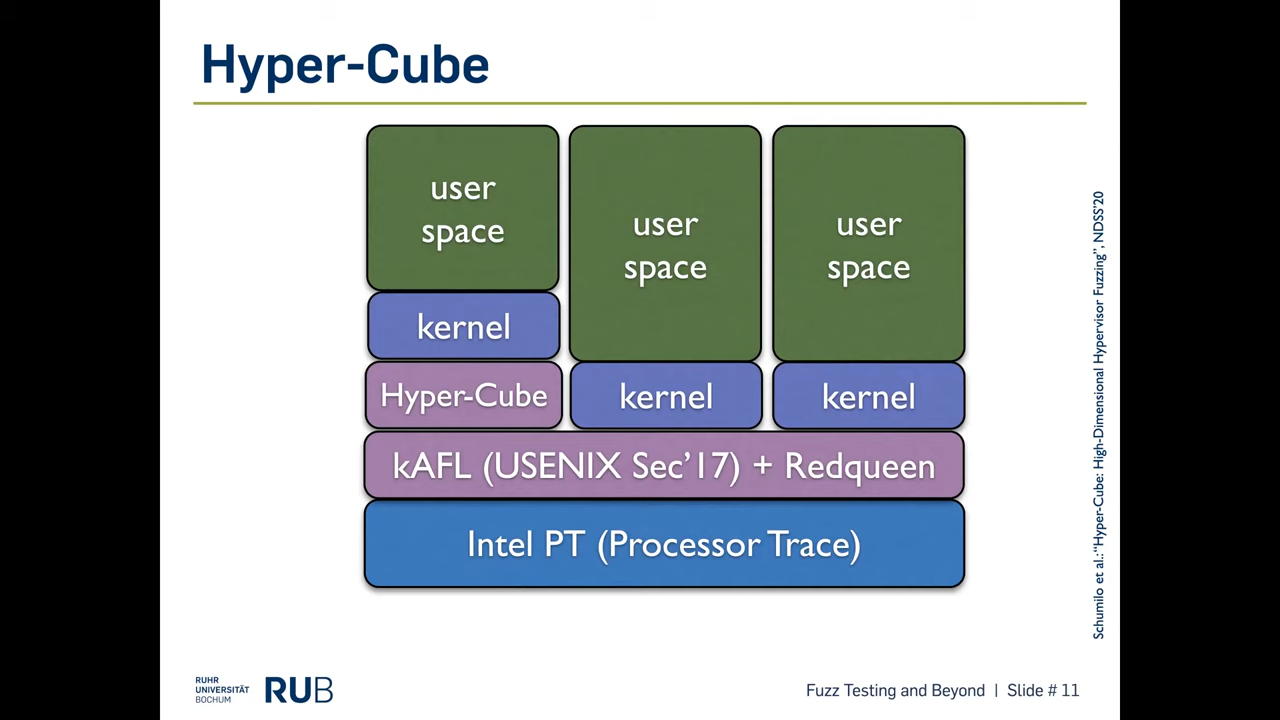 Hyper-Cube
user
space
user
space
user
space
kernel
Hyper-Cube
kernel
kernel
kAFL (USENIX Sec’17) + Redqueen
Intel PT (Processor Trace)
Schumilo et al.: “Hyper-Cube: High-Dimensional Hypervisor Fuzzing”, NDSS’20
RUHR
UNIVERSITÄT
BOCHUM
RUB
Fuzz Testing and Beyond | Slide # 11